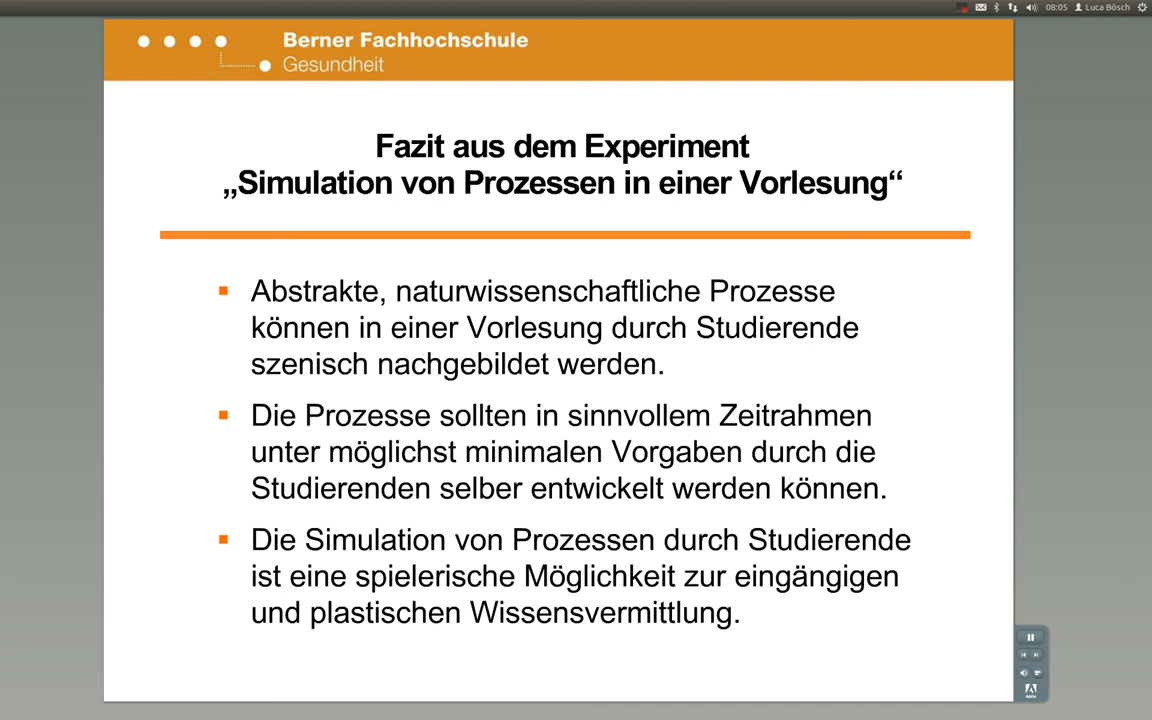 08:05 Luca Bösch
Berner Fachhochschule
Gesundheit
Fazit aus dem Experiment
„Simulation von Prozessen in einer Vorlesung“
Abstrakte, naturwissenschaftliche Prozesse
können in einer Vorlesung durch Studierende
szenisch nachgebildet werden.
Die Prozesse sollten in sinnvollem Zeitrahmen
unter möglichst minimalen Vorgaben durch die
Studierenden selber entwickelt werden können.
Die Simulation von Prozessen durch Studierende
ist eine spielerische Möglichkeit zur eingängigen
und plastischen Wissensvermittlung.